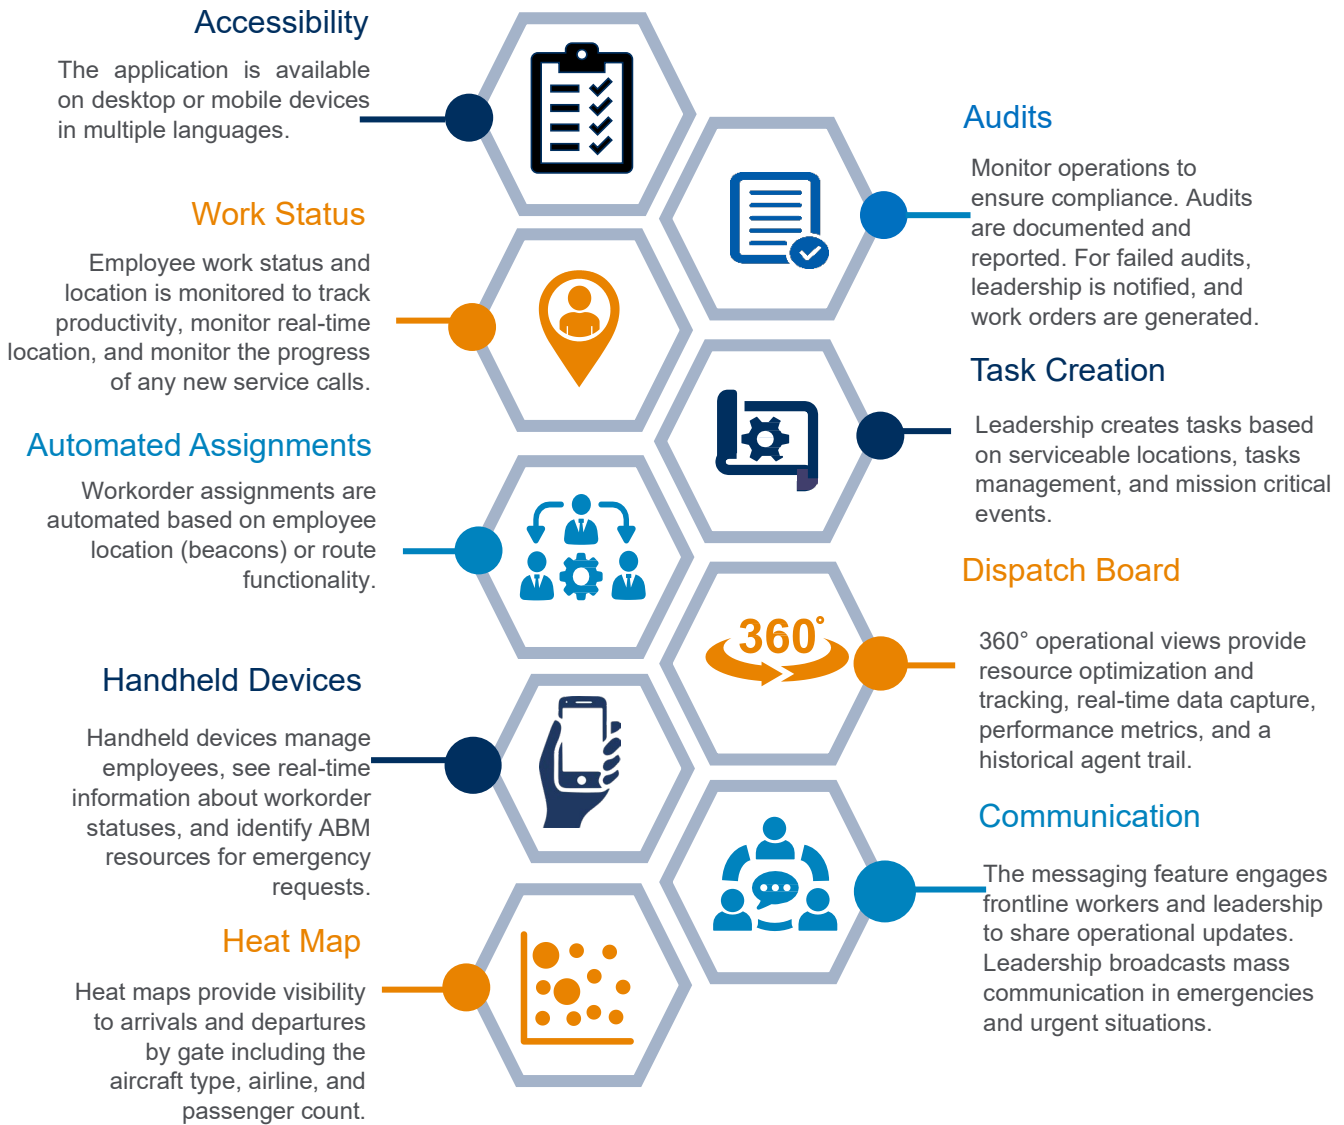 Accessibility
The application is available
on desktop or mobile devices
in multiple languages.
Audits
Monitor operations to
ensure compliance. Audits
are documented and
reported. For failed audits,
leadership is notified, and
work orders are generated.
Work Status
Employee work status and
location is monitored to track
productivity, monitor real-time
location, and monitor the progress
of any new service calls.
Task Creation
Leadership creates tasks based
on serviceable locations, tasks
management, and mission critical
events.
Automated Assignments
Workorder assignments are
automated based on employee
location (beacons) or route
functionality.
Dispatch Board
360°
360° operational views provide
resource optimization and
tracking, real-time data capture,
performance metrics, and a
historical agent trail.
Handheld Devices
Handheld devices manage
employees, see real-time
information about workorder
statuses, and identify ABM
resources for emergency
requests.
Communication
The messaging feature engages
frontline workers and leadership
to share operational updates.
Leadership broadcasts mass
communication in emergencies
and urgent situations.
Heat Map
Heat maps provide visibility
to arrivals and departures
by gate including the
aircraft type, airline, and
passenger count.